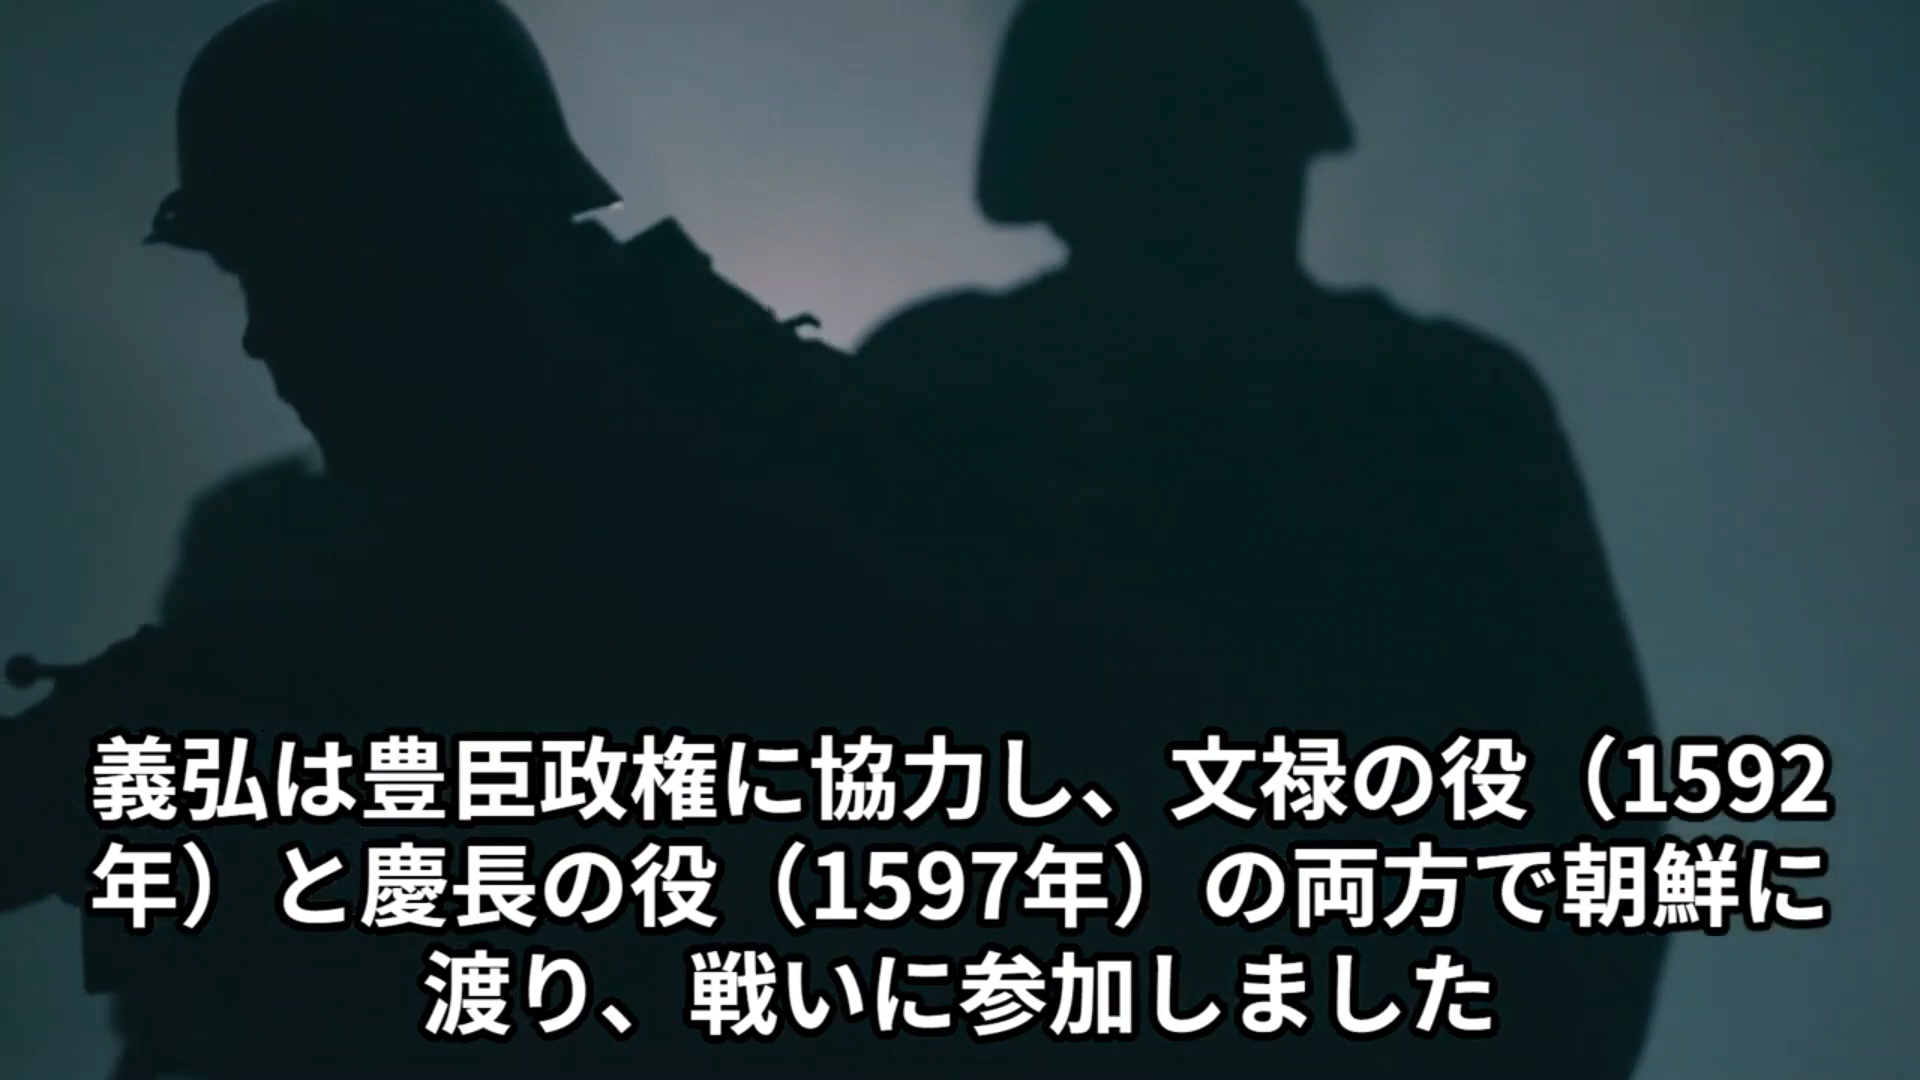 義弘は豊臣政権に協力し、文禄の役（1592
年）と慶長の役（1597年）の両方で朝鮮に
渡り、戦いに参加しました